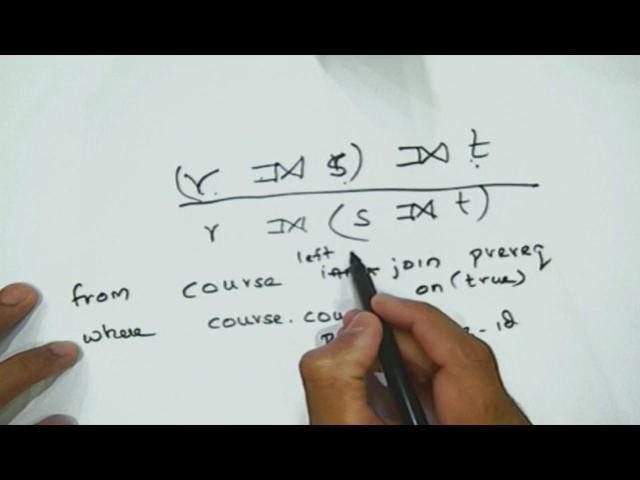 (r ⟕ s) ⟕ t
r ⟕ (s ⟕ t)
from course left join prereq
on (true)
where course.cou